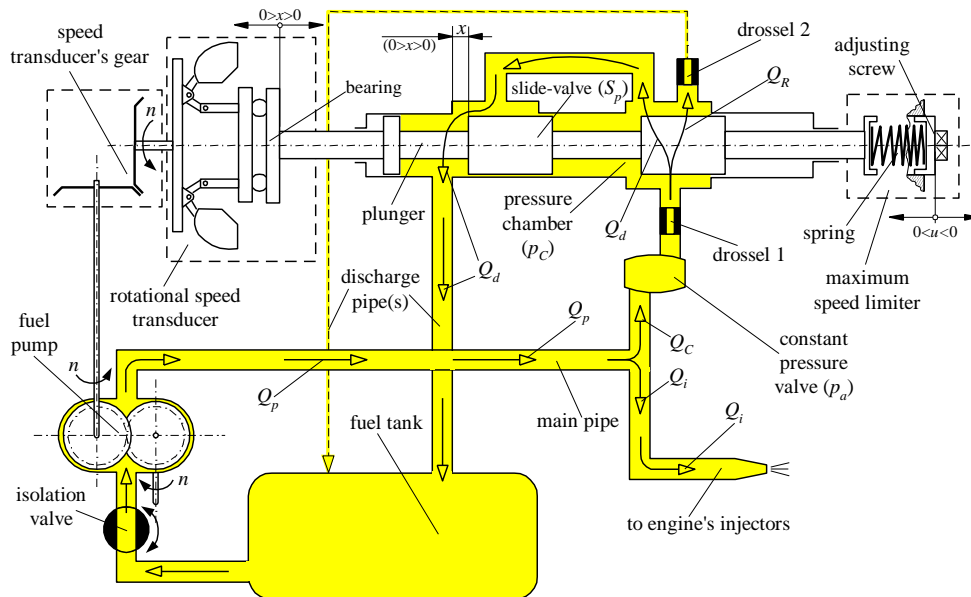 speed
transducer's gear
0>x>0
x
(0>x>0)
drossel 2
adjusting
screw
n
bearing
slide-valve (Sp)
QR
plunger
pressure
chamber
(pC)
Qd
Qd
drossel 1
spring
0<u<0
rotational speed
transducer
discharge
pipe(s)
Qd
maximum
speed limiter
fuel
pump
n
Qp
Qp
QC
Qi
constant
pressure
valve (pa)
main pipe
fuel tank
Qi
n
isolation
valve
to engine's injectors